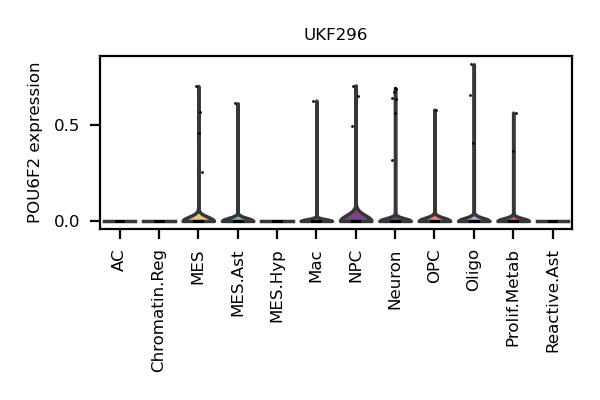 UKF296
POU6F2 expression
0.5
0.0
AC
Chromatin.Reg
MES
MES.Ast
MES.Hyp
Mac
NPC
Neuron
OPC
Oligo
Prolif.Metab
Reactive.Ast